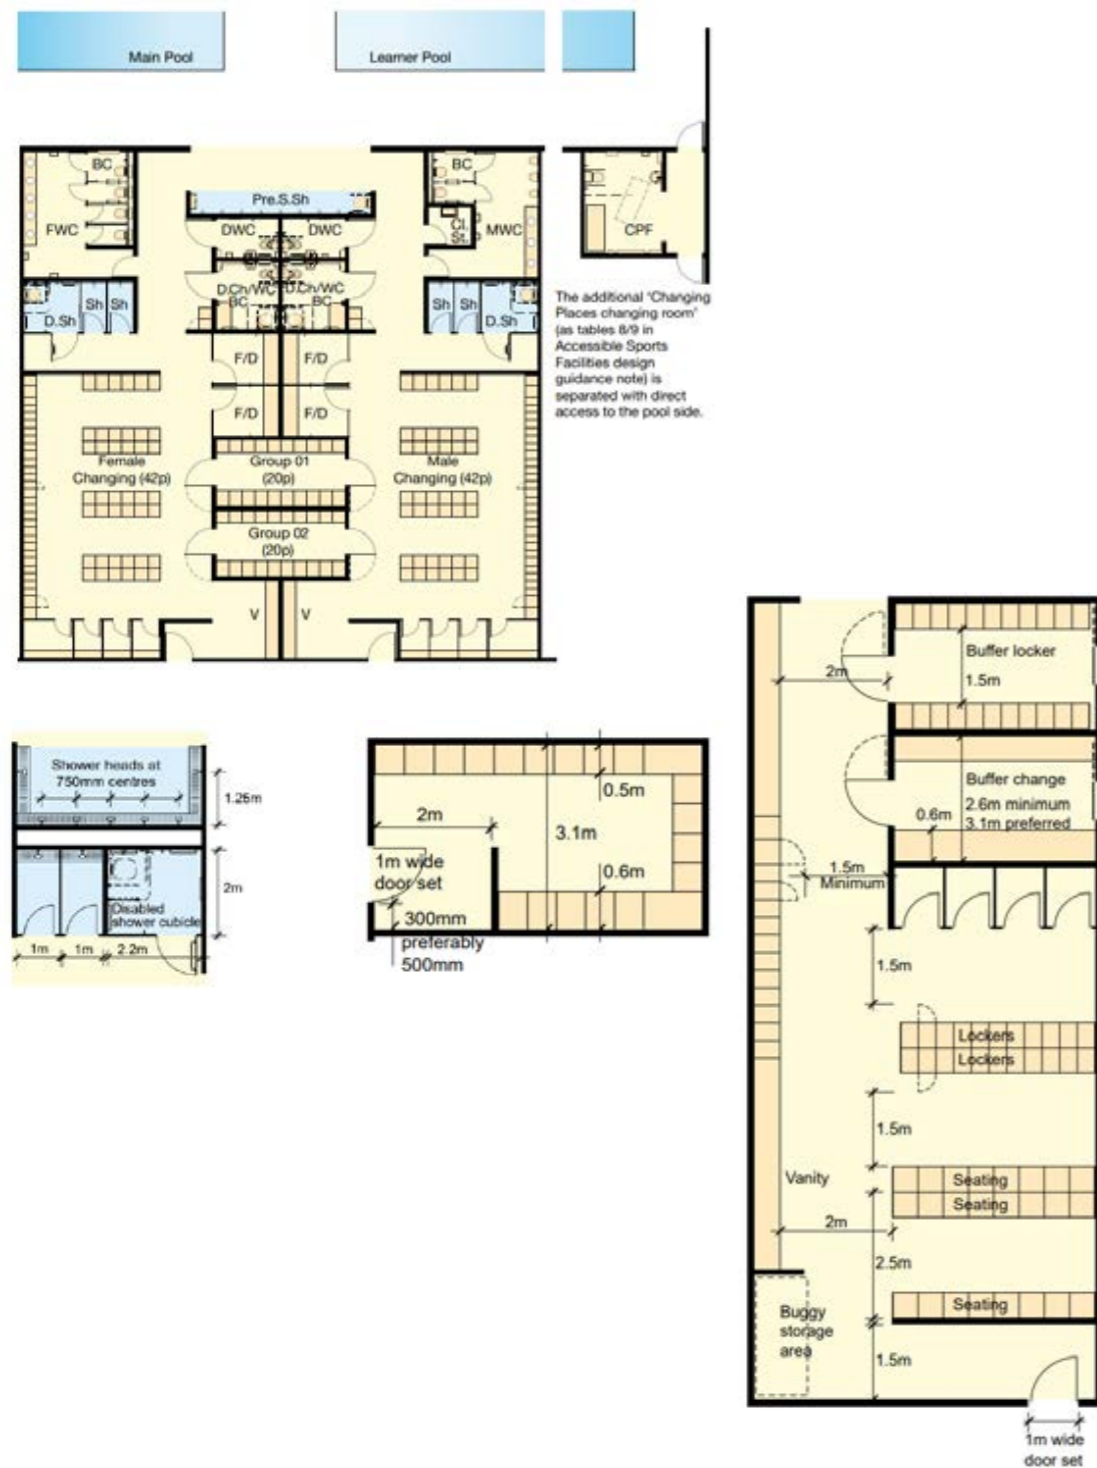 Main Pool
Learner Pool
BC
BC
Pre.S.Sh
FWC
DWC
DWC
Cl.
St.
MWC
CPF
D.Ch/WC
BC
D.Ch/WC
BC
D.Sh
Sh
Sh
Sh
Sh
D.Sh
The additional 'Changing
Places changing room'
(as tables 8/9 in
Accessible Sports
Facilities design
guidance note) is
separated with direct
access to the pool side.
F/D
F/D
F/D
F/D
Female
Changing (42p)
Group 01
(20p)
Male
Changing (42p)
Group 02
(20p)
V
V
Shower heads at
750mm centres
1.25m
2m
Disabled
shower cubicle
1m
1m
2.2m
2m
0.5m
3.1m
1m wide
door set
0.6m
300mm
preferably
500mm
Buffer locker
2m
1.5m
Buffer change
2.6m minimum
3.1m preferred
0.6m
1.5m
Minimum
1.5m
Lockers
Lockers
1.5m
Vanity
Seating
Seating
2m
2.5m
Seating
Buggy
storage
area
1.5m
1m wide
door set